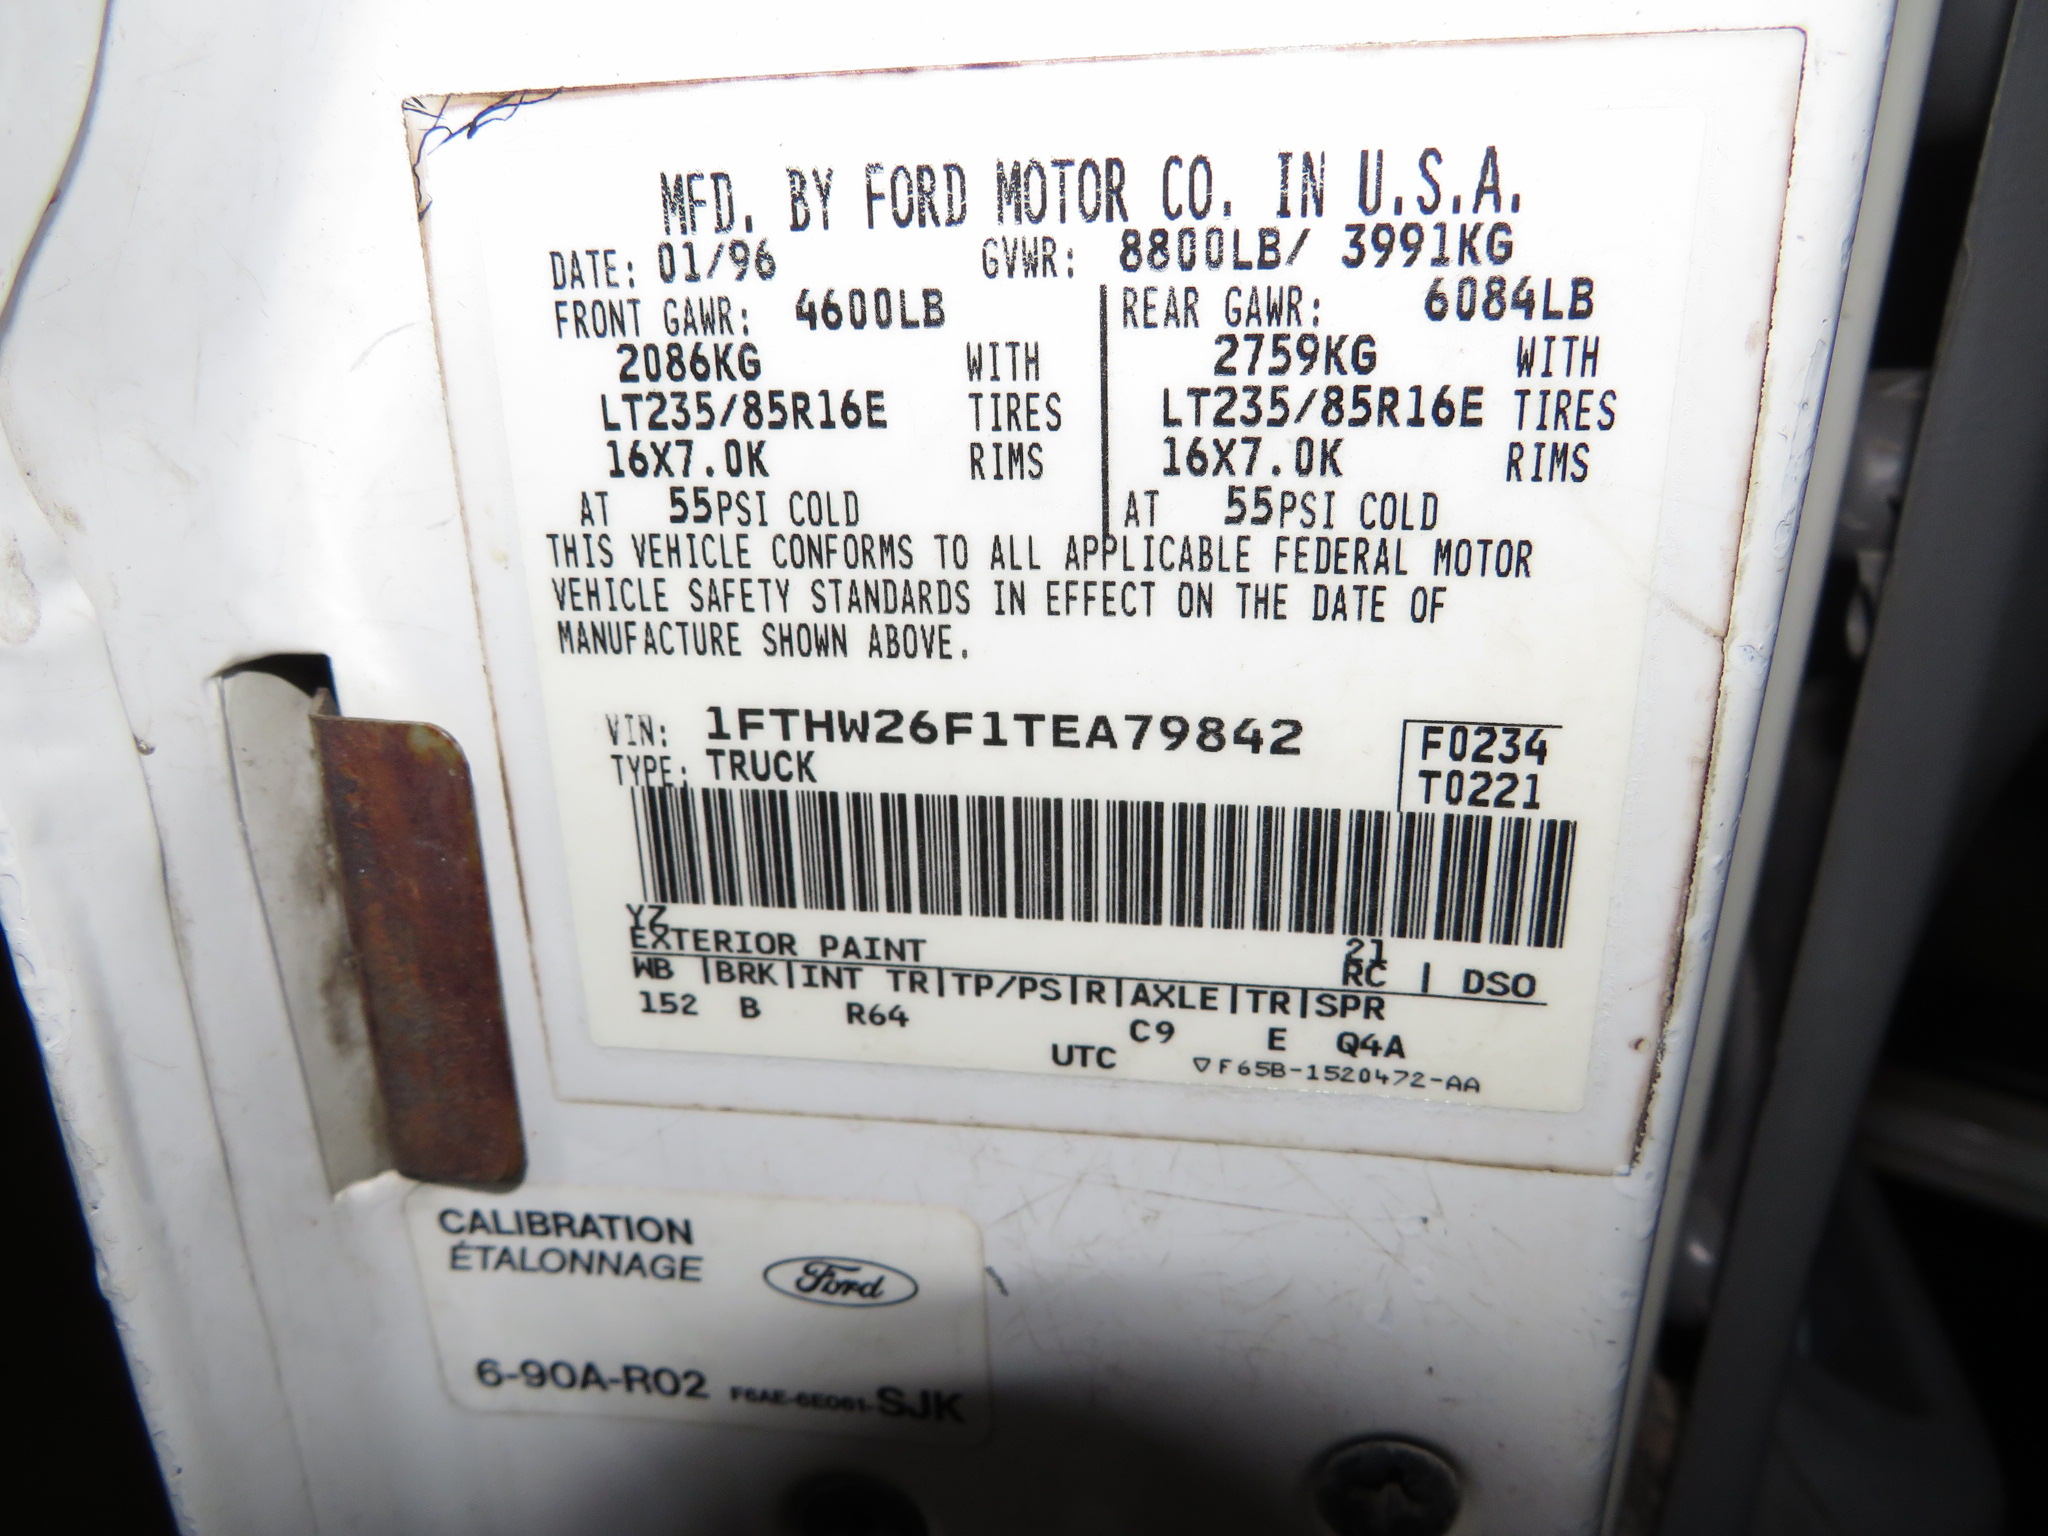 MFD. BY FORD MOTOR CO. IN U.S.A.
DATE: 01/96 GVWR: 8800LB/ 3991KG
FRONT GAWR: 4600LB REAR GAWR: 6084LB
2086KG WITH 2759KG WITH
LT235/85R16E TIRES LT235/85R16E TIRES
16X7.0K RIMS 16X7.0K RIMS
AT 55PSI COLD AT 55PSI COLD
THIS VEHICLE CONFORMS TO ALL APPLICABLE FEDERAL MOTOR
VEHICLE SAFETY STANDARDS IN EFFECT ON THE DATE OF
MANUFACTURE SHOWN ABOVE.
VIN: 1FTHW26F1TEA79842 F0234
TYPE: TRUCK T0221
YZ 21
EXTERIOR PAINT RC | DSO
WB |BRK|INT TR|TP/PS|R|AXLE|TR|SPR
152 B R64 C9 E Q4A
UTC ▽F65B-1520472-AA
CALIBRATION
ÉTALONNAGE
Ford
6-90A-R02 F6AE-6E061-SJK